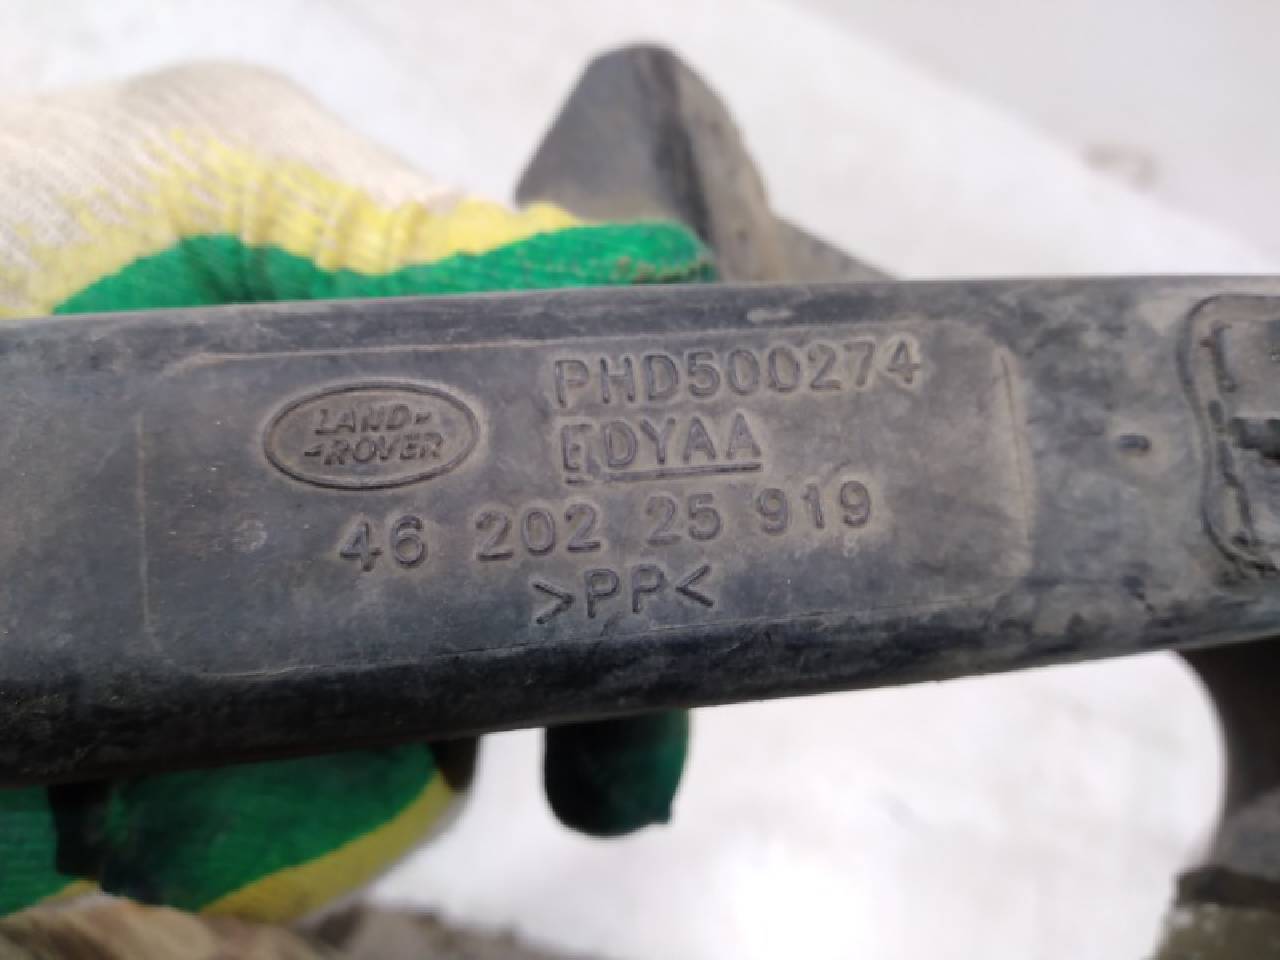 LAND-
-ROVER
PHD500274
EDYAA
46 202 25 919
>PP<